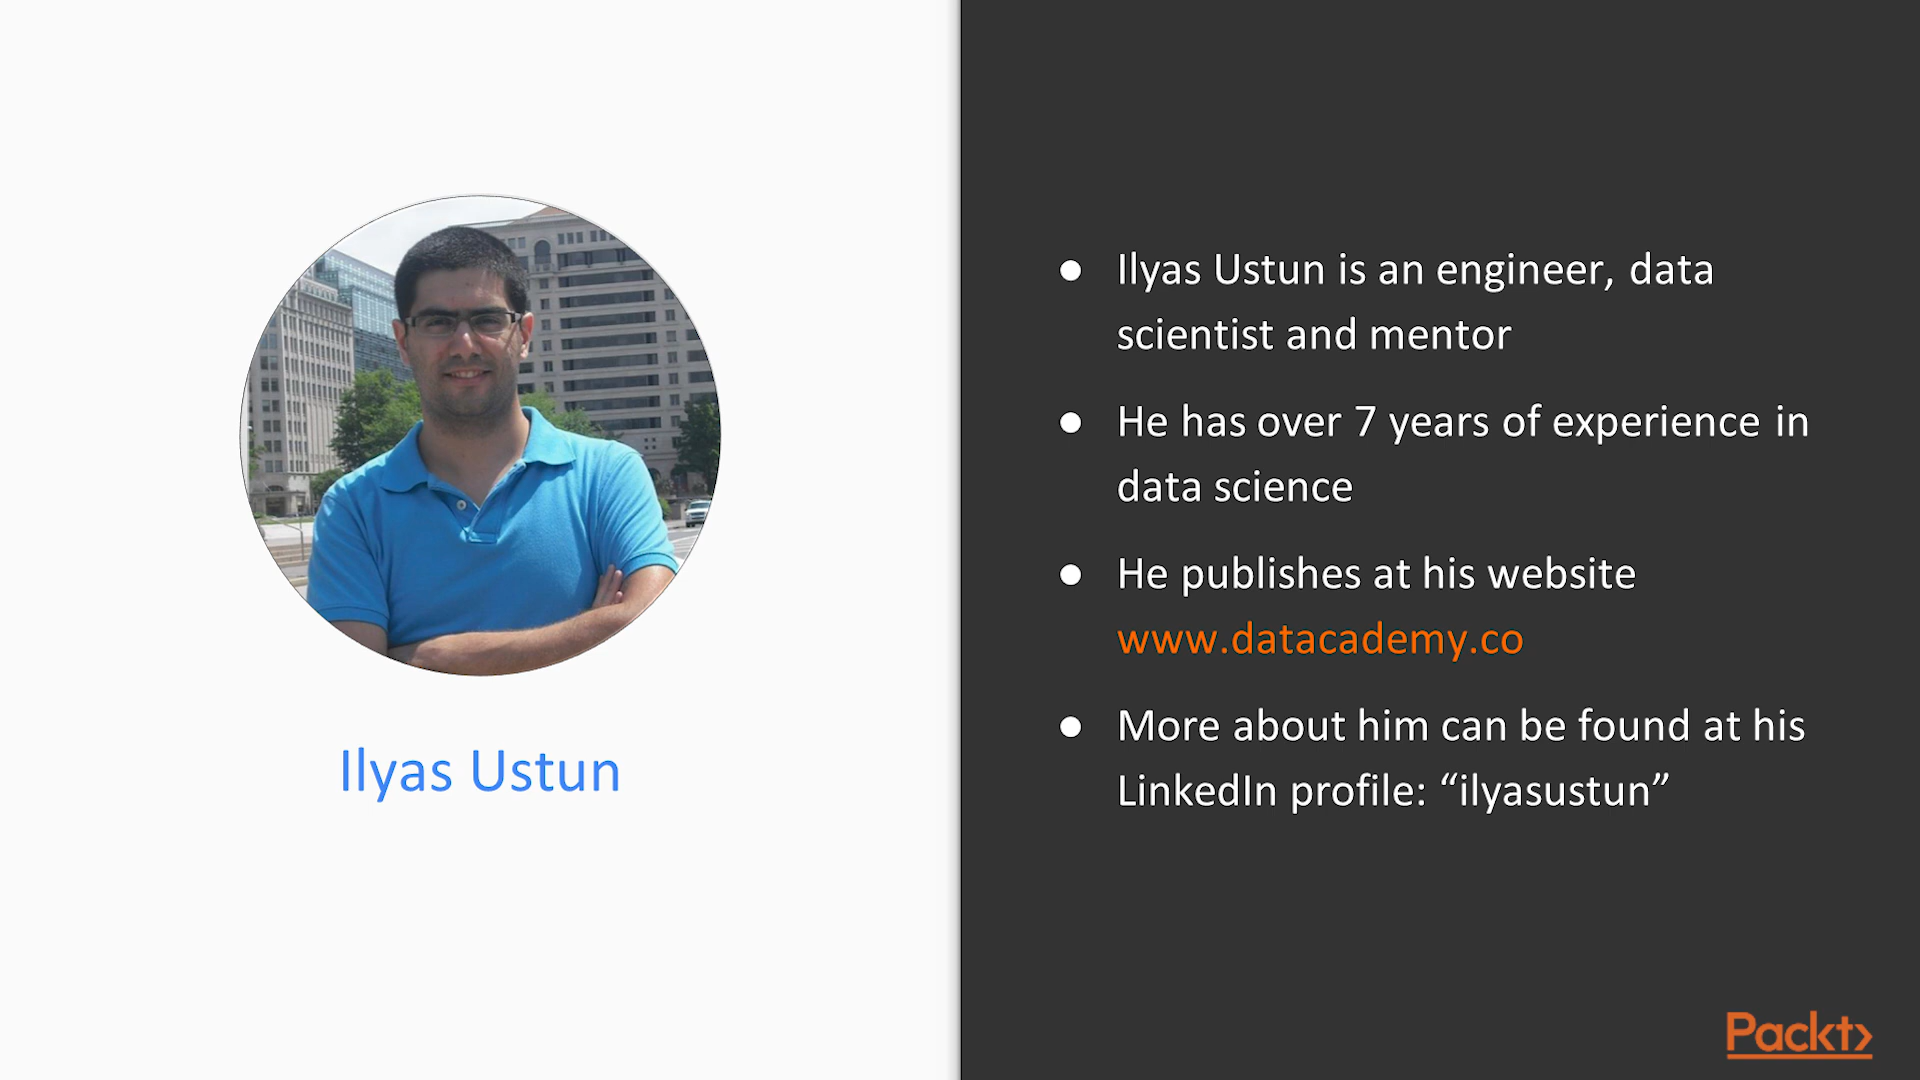 Ilyas Ustun
● Ilyas Ustun is an engineer, data
scientist and mentor
● He has over 7 years of experience in
data science
● He publishes at his website
www.datacademy.co
● More about him can be found at his
LinkedIn profile: “ilyasustun”
Packt>